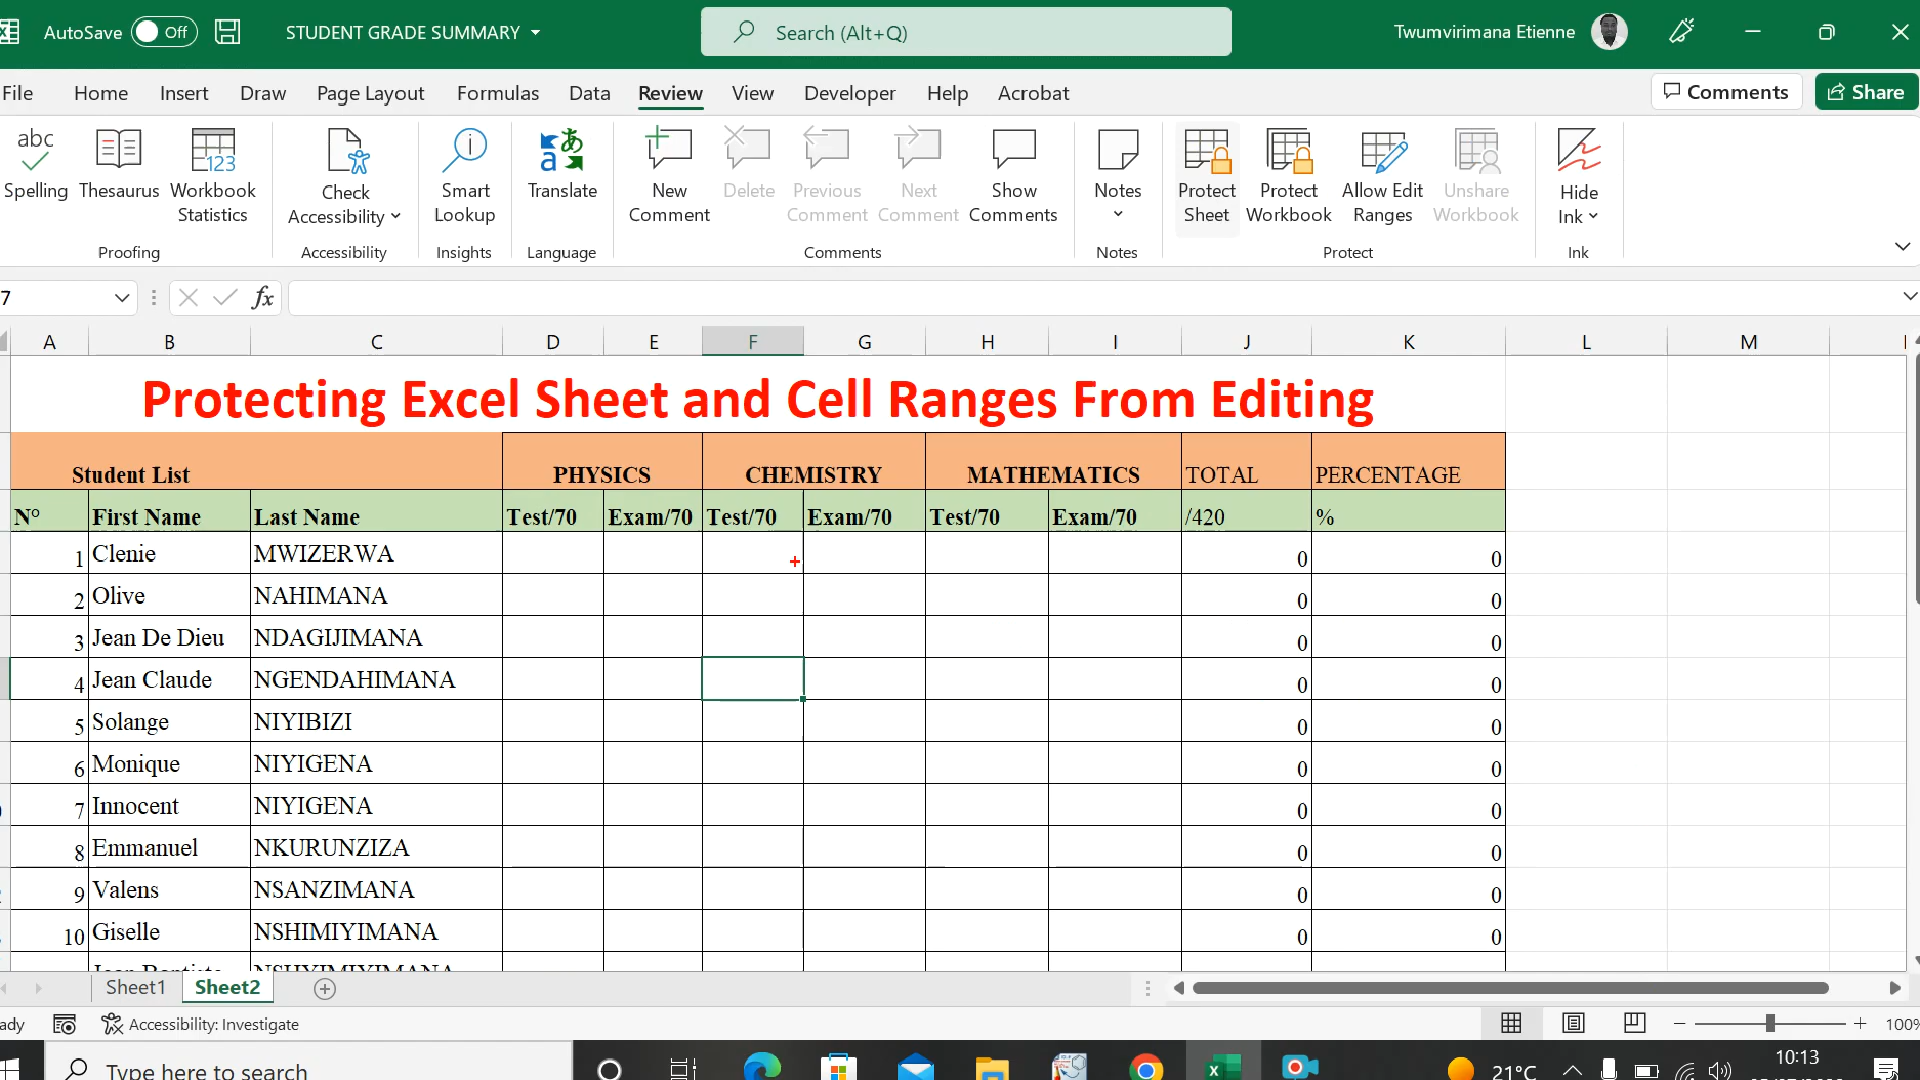 AutoSave Off STUDENT GRADE SUMMARY Search (Alt+Q) Twumvirimana Etienne
File Home Insert Draw Page Layout Formulas Data Review View Developer Help Acrobat Comments Share
abc
Spelling Thesaurus Workbook Statistics Check Accessibility Smart Lookup Translate New Comment Delete Previous Comment Next Comment Show Comments Notes Protect Sheet Protect Workbook Allow Edit Ranges Unshare Workbook Hide Ink
Proofing Accessibility Insights Language Comments Notes Protect Ink
7 fx
A B C D E F G H I J K L M
Protecting Excel Sheet and Cell Ranges From Editing
Student List PHYSICS CHEMISTRY MATHEMATICS TOTAL PERCENTAGE
N° First Name Last Name Test/70 Exam/70 Test/70 Exam/70 Test/70 Exam/70 /420 %
1 Clenie MWIZERWA 0 0
2 Olive NAHIMANA 0 0
3 Jean De Dieu NDAGIJIMANA 0 0
4 Jean Claude NGENDAHIMANA 0 0
5 Solange NIYIBIZI 0 0
6 Monique NIYIGENA 0 0
7 Innocent NIYIGENA 0 0
8 Emmanuel NKURUNZIZA 0 0
9 Valens NSANZIMANA 0 0
10 Giselle NSHIMIYIMANA 0 0
Sheet1 Sheet2
ady Accessibility: Investigate 100%
Type here to search 21°C 10:13